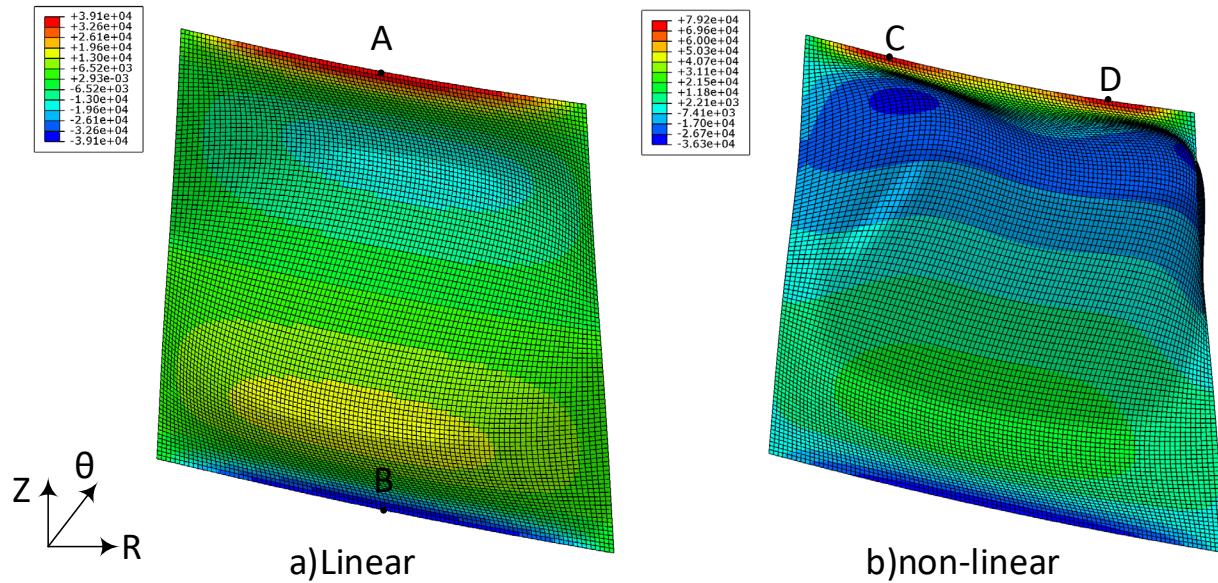 +3.91e+04
+3.26e+04
+2.61e+04
+1.96e+04
+1.30e+04
+6.52e+03
+2.93e-03
-6.52e+03
-1.30e+04
-1.96e+04
-2.61e+04
-3.26e+04
-3.91e+04
A
B
Z
θ
R
a)Linear
+7.92e+04
+6.96e+04
+6.00e+04
+5.03e+04
+4.07e+04
+3.11e+04
+2.15e+04
+1.18e+04
+2.21e+03
-7.41e+03
-1.70e+04
-2.67e+04
-3.63e+04
C
D
b)non-linear